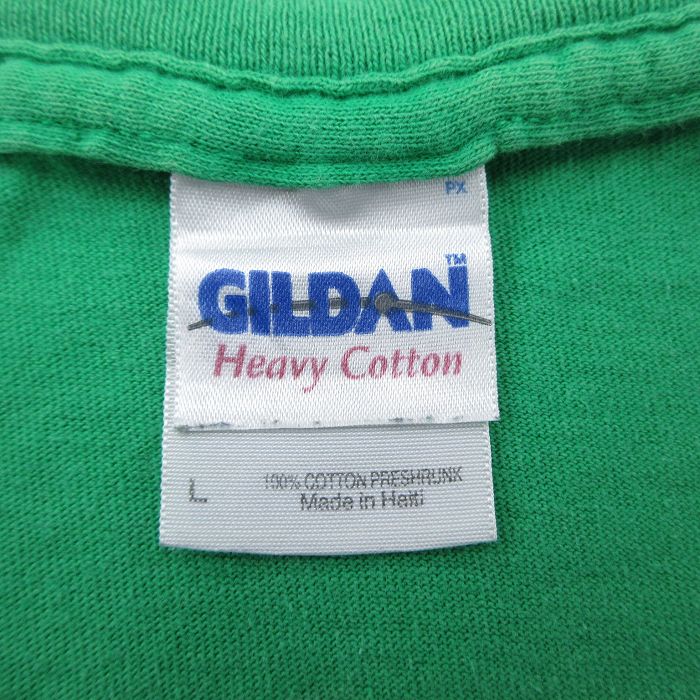 PX
GILDAN™
Heavy Cotton
L 100% COTTON PRESHRUNK
Made in Haiti